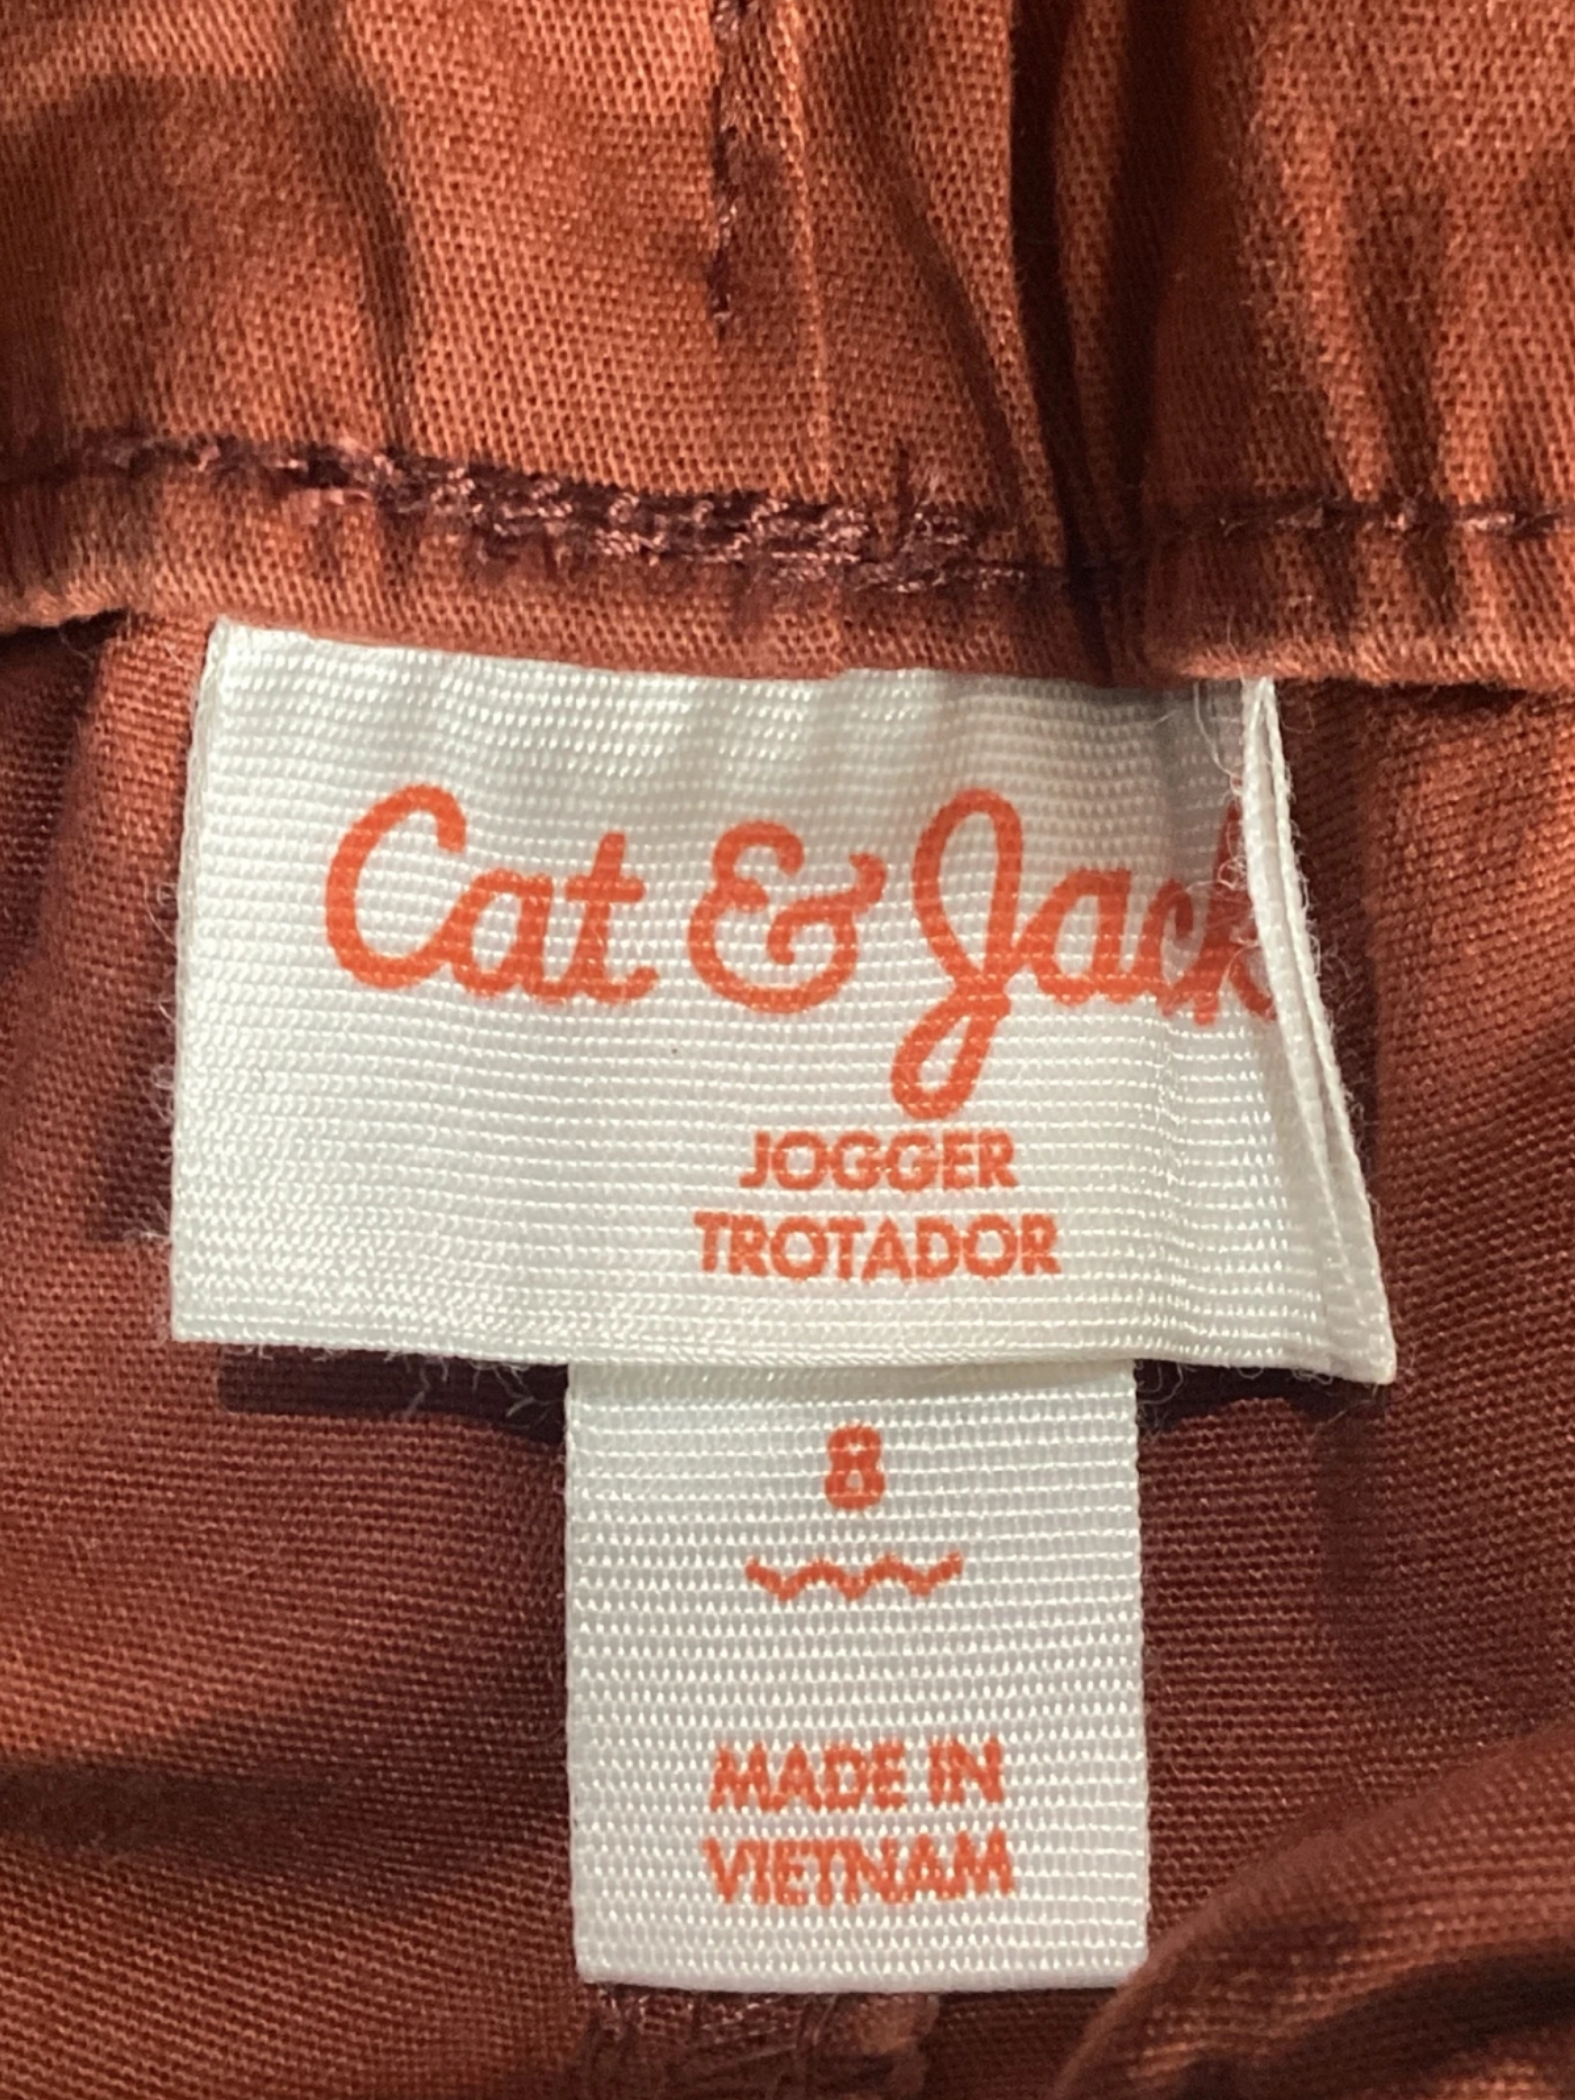 Cat & Jack
JOGGER
TROTADOR
8
MADE IN
VIETNAM